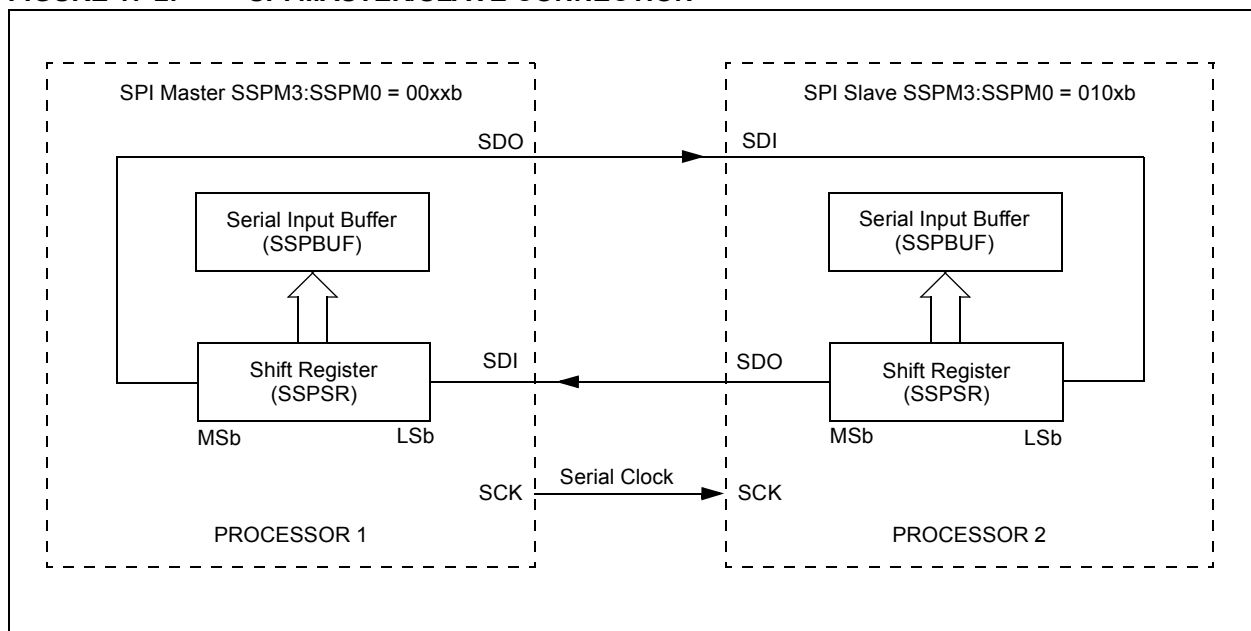 SPI Master SSPM3:SSPM0 = 00xxb
SPI Slave SSPM3:SSPM0 = 010xb
SDO
SDI
Serial Input Buffer
(SSPBUF)
Serial Input Buffer
(SSPBUF)
Shift Register
(SSPSR)
MSb
LSb
SDI
SDO
Shift Register
(SSPSR)
MSb
LSb
SCK
Serial Clock
SCK
PROCESSOR 1
PROCESSOR 2